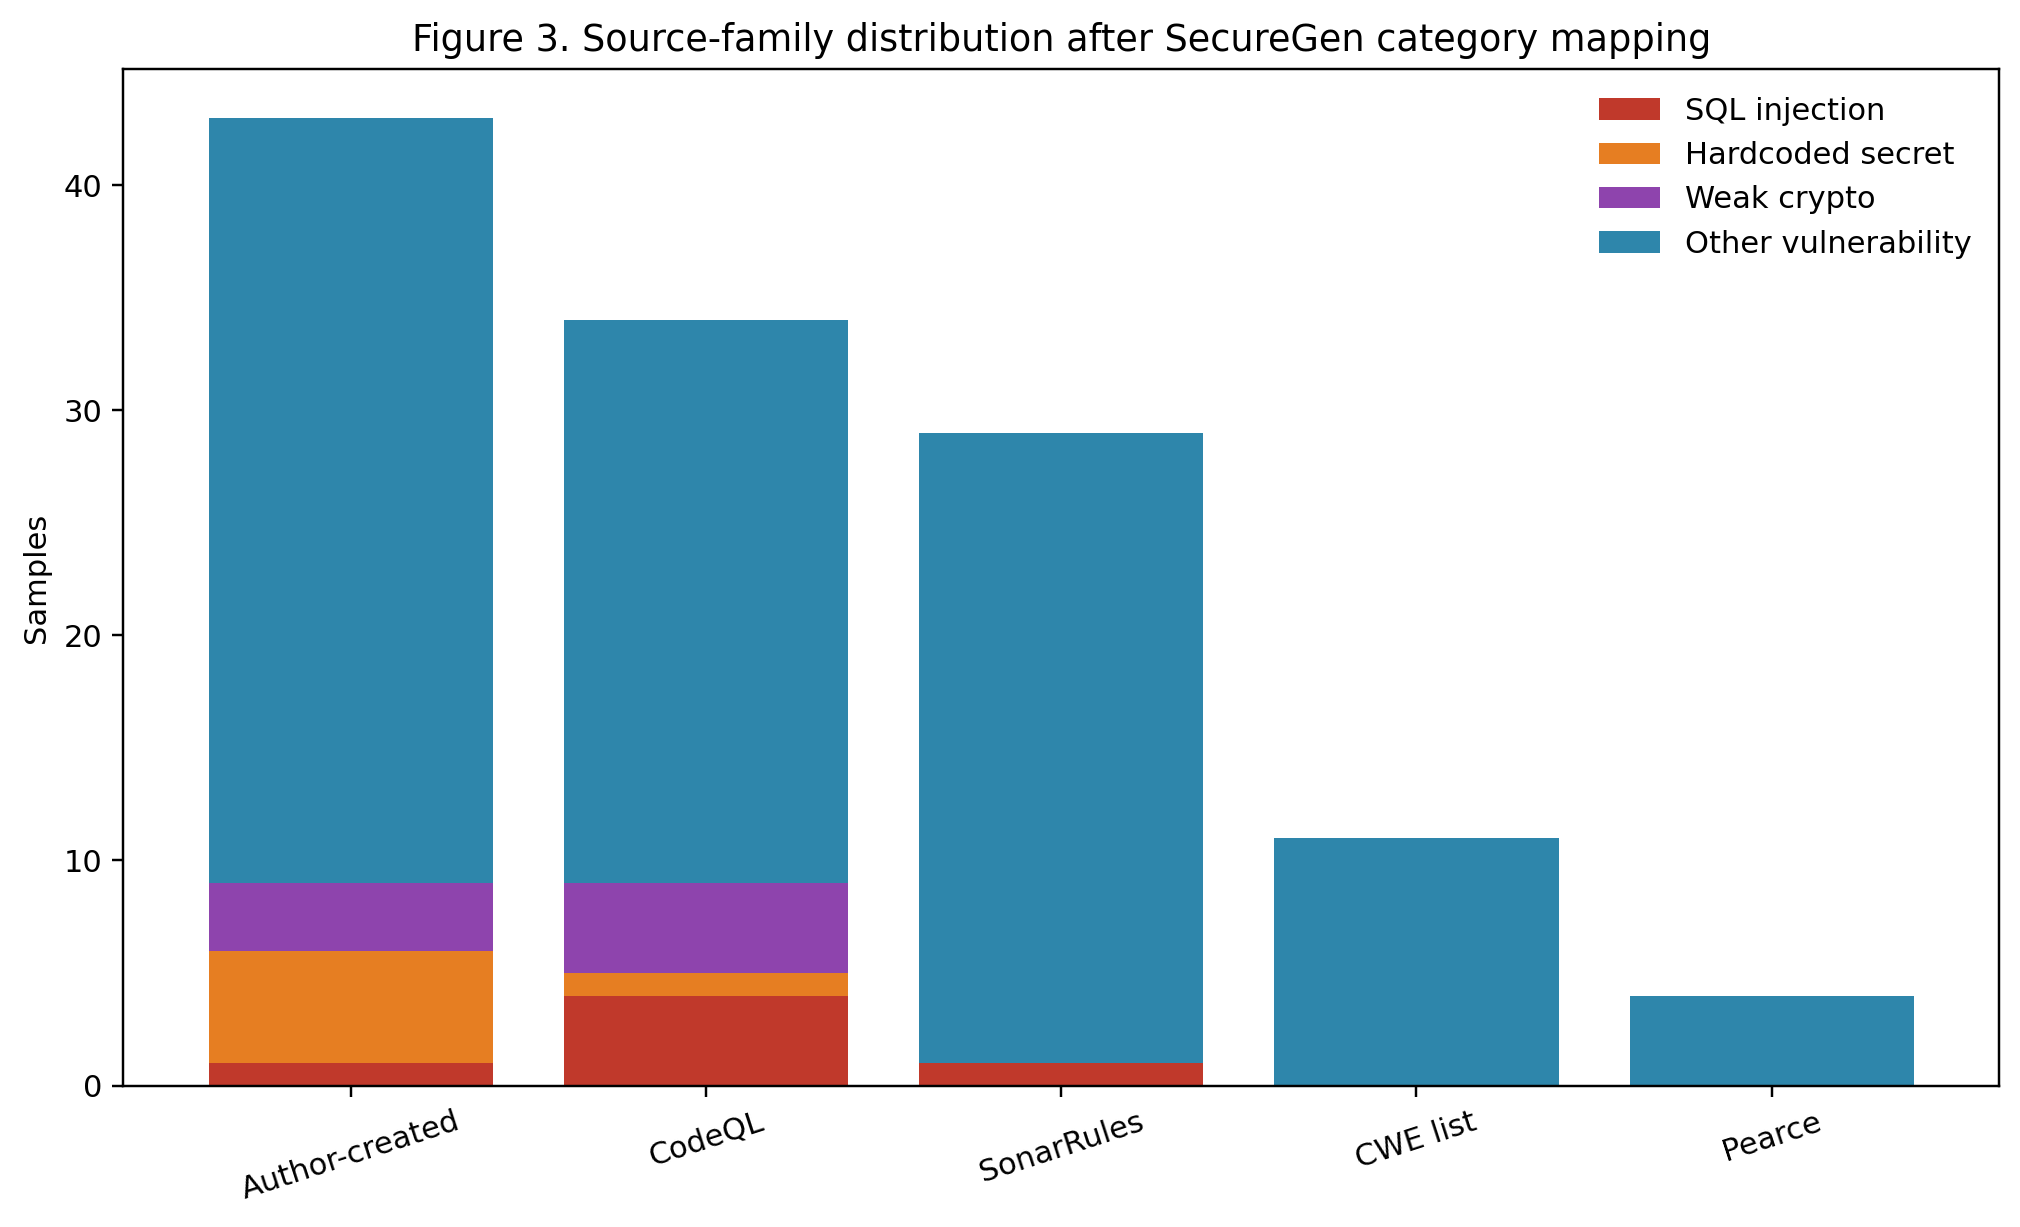 Figure 3. Source-family distribution after SecureGen category mapping
SQL injection
Hardcoded secret
Weak crypto
Other vulnerability
Samples
40
30
20
10
0
Author-created
CodeQL
SonarRules
CWE list
Pearce